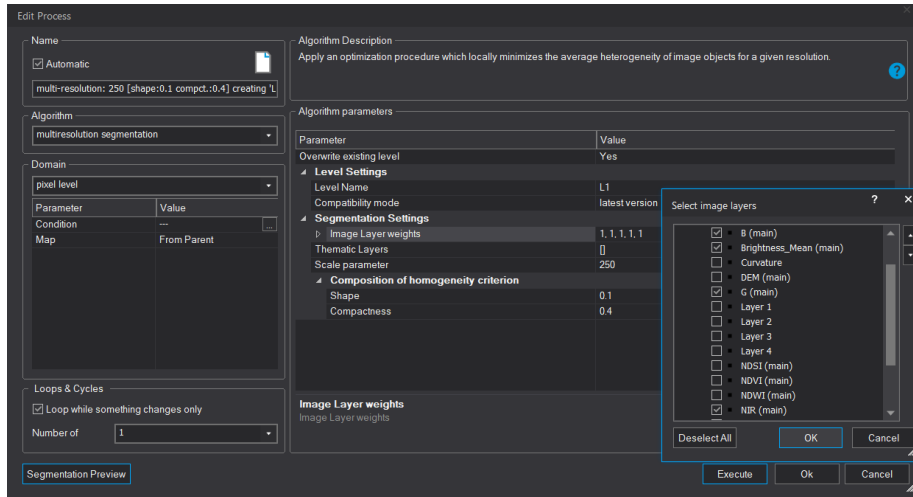 Edit Process
Name
Automatic
multi-resolution: 250 [shape:0.1 compct.:0.4] creating 'L
Algorithm
multiresolution segmentation
Domain
pixel level
Parameter Value
Condition --- ...
Map From Parent
Loops & Cycles
Loop while something changes only
Number of 1
Segmentation Preview
Algorithm Description
Apply an optimization procedure which locally minimizes the average heterogeneity of image objects for a given resolution.
?
Algorithm parameters
Parameter Value
Overwrite existing level Yes
Level Settings
Level Name L1
Compatibility mode latest version
Segmentation Settings
Image Layer weights 1, 1, 1, 1, 1
Thematic Layers []
Scale parameter 250
Composition of homogeneity criterion
Shape 0.1
Compactness 0.4
Image Layer weights
Image Layer weights
Select image layers ? ×
B (main)
Brightness_Mean (main)
Curvature
DEM (main)
G (main)
Layer 1
Layer 2
Layer 3
Layer 4
NDSI (main)
NDVI (main)
NDWI (main)
NIR (main)
Deselect All OK Cancel
Execute Ok Cancel